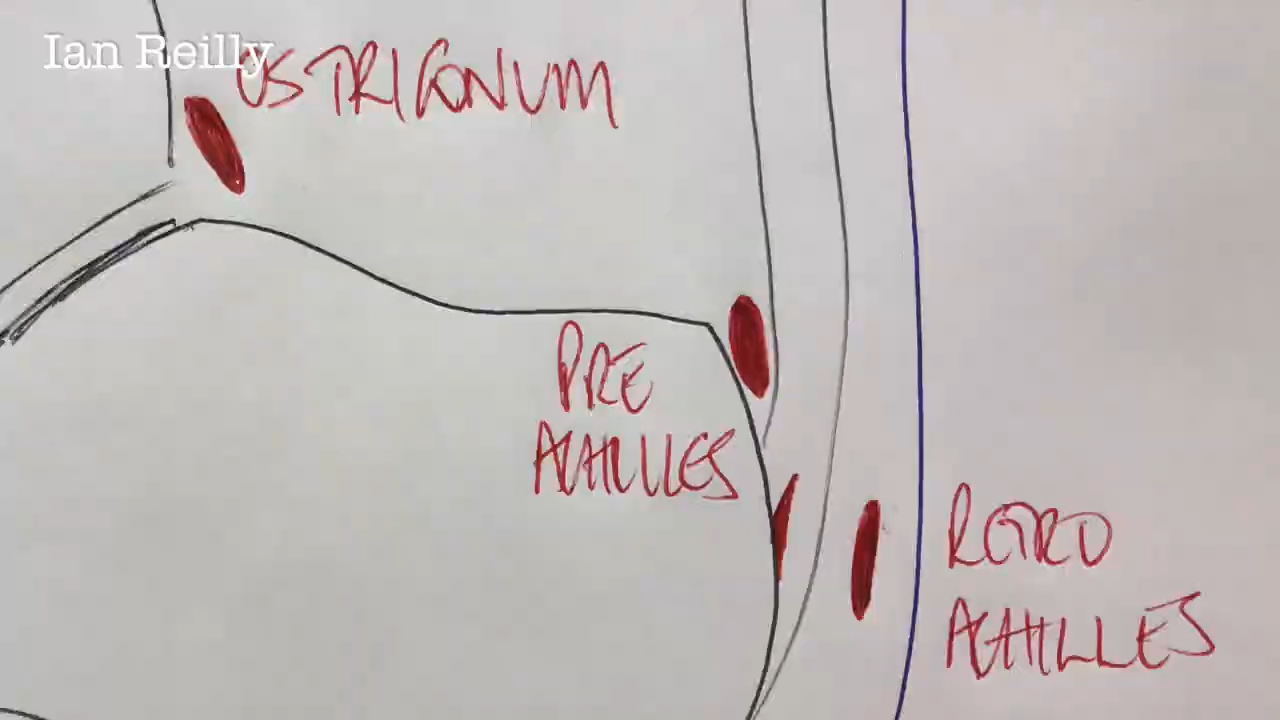 Ian Reilly
OS TRIGONUM
PRE
ACHILLES
RETRO
ACHILLES